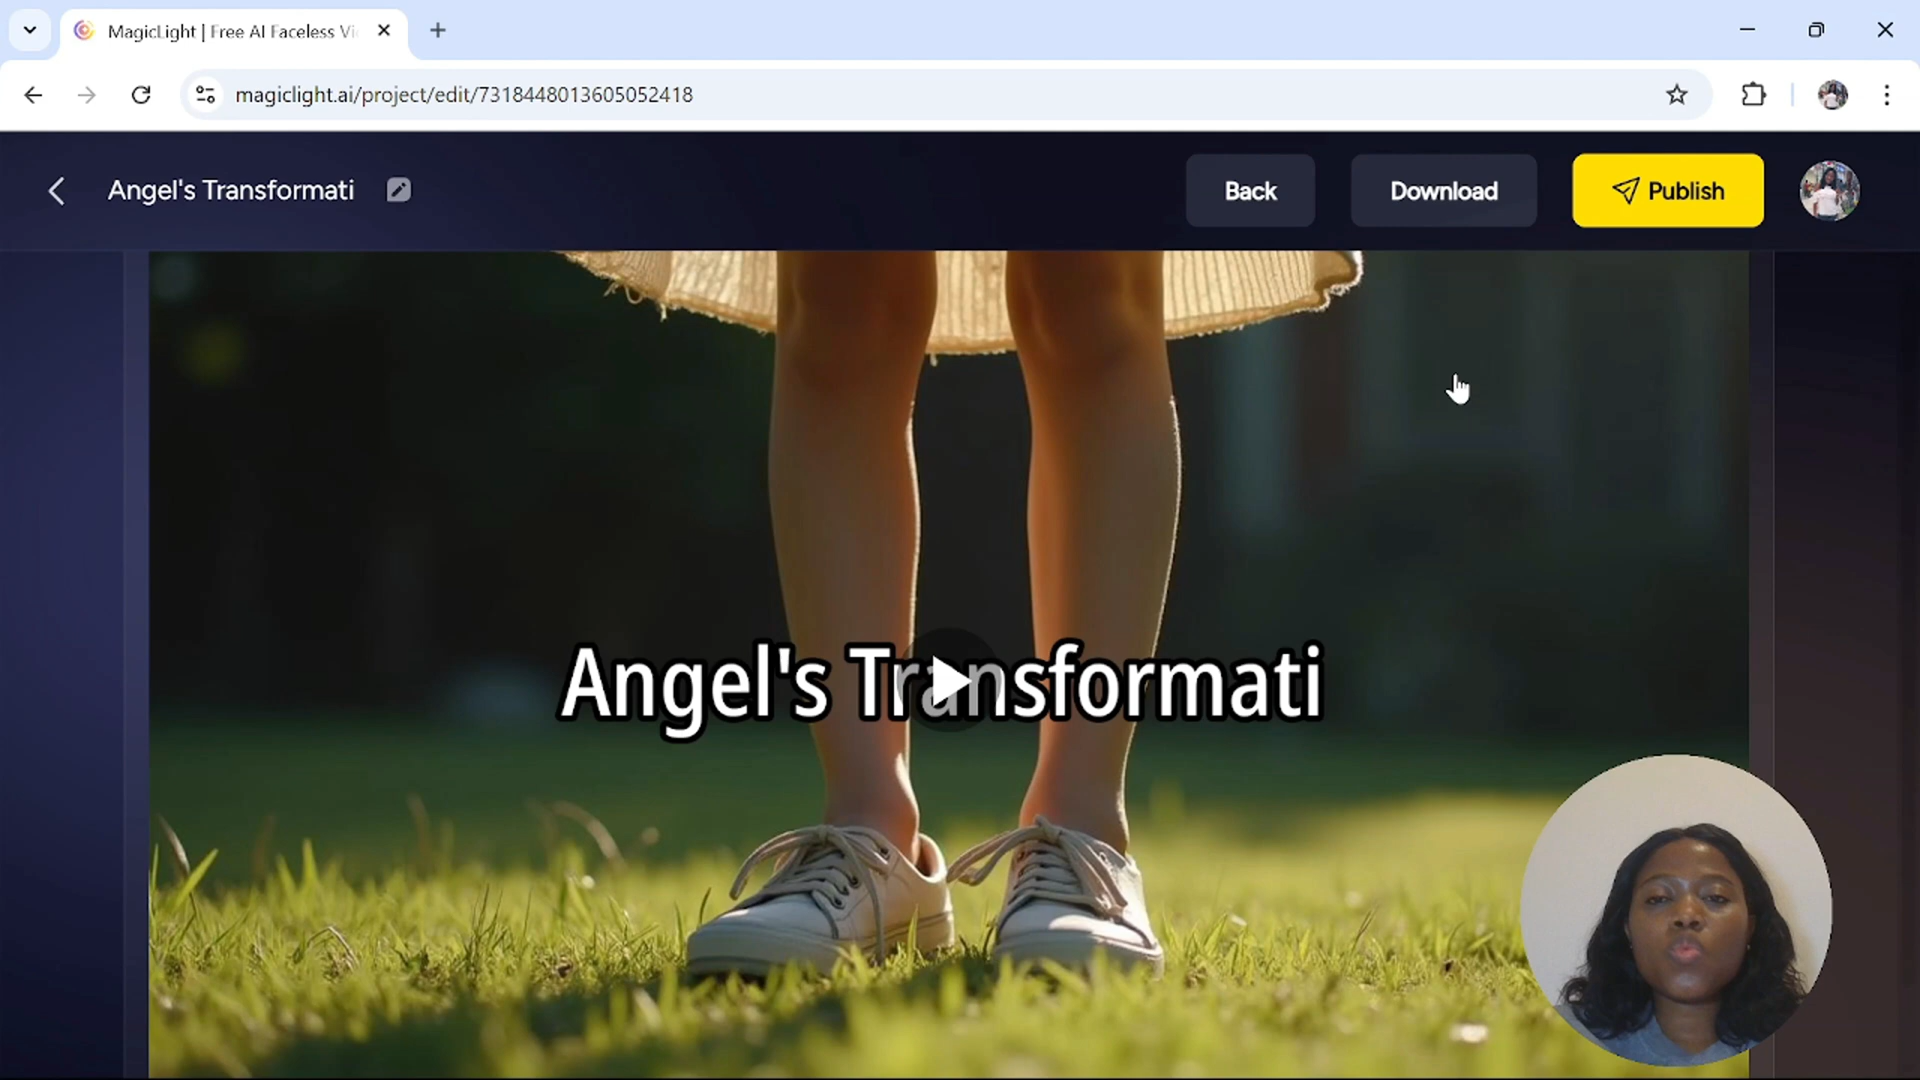 MagicLight | Free AI Faceless Vi
magiclight.ai/project/edit/7318448013605052418
Angel's Transformati
Back
Download
Publish
Angel's Transformati